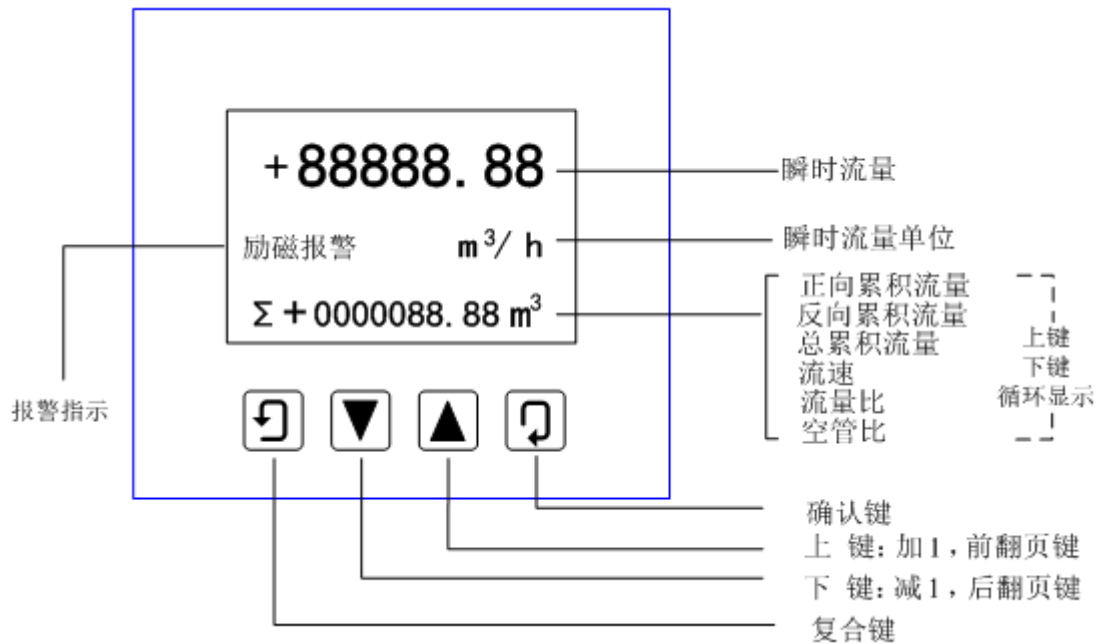 +88888.88
瞬时流量
励磁报警 m³/h
瞬时流量单位
Σ+0000088.88 m³
正向累积流量
反向累积流量
总累积流量
流速
流量比
空管比
上键
下键
循环显示
报警指示
确认键
上 键:加1,前翻页键
下 键:减1,后翻页键
复合键